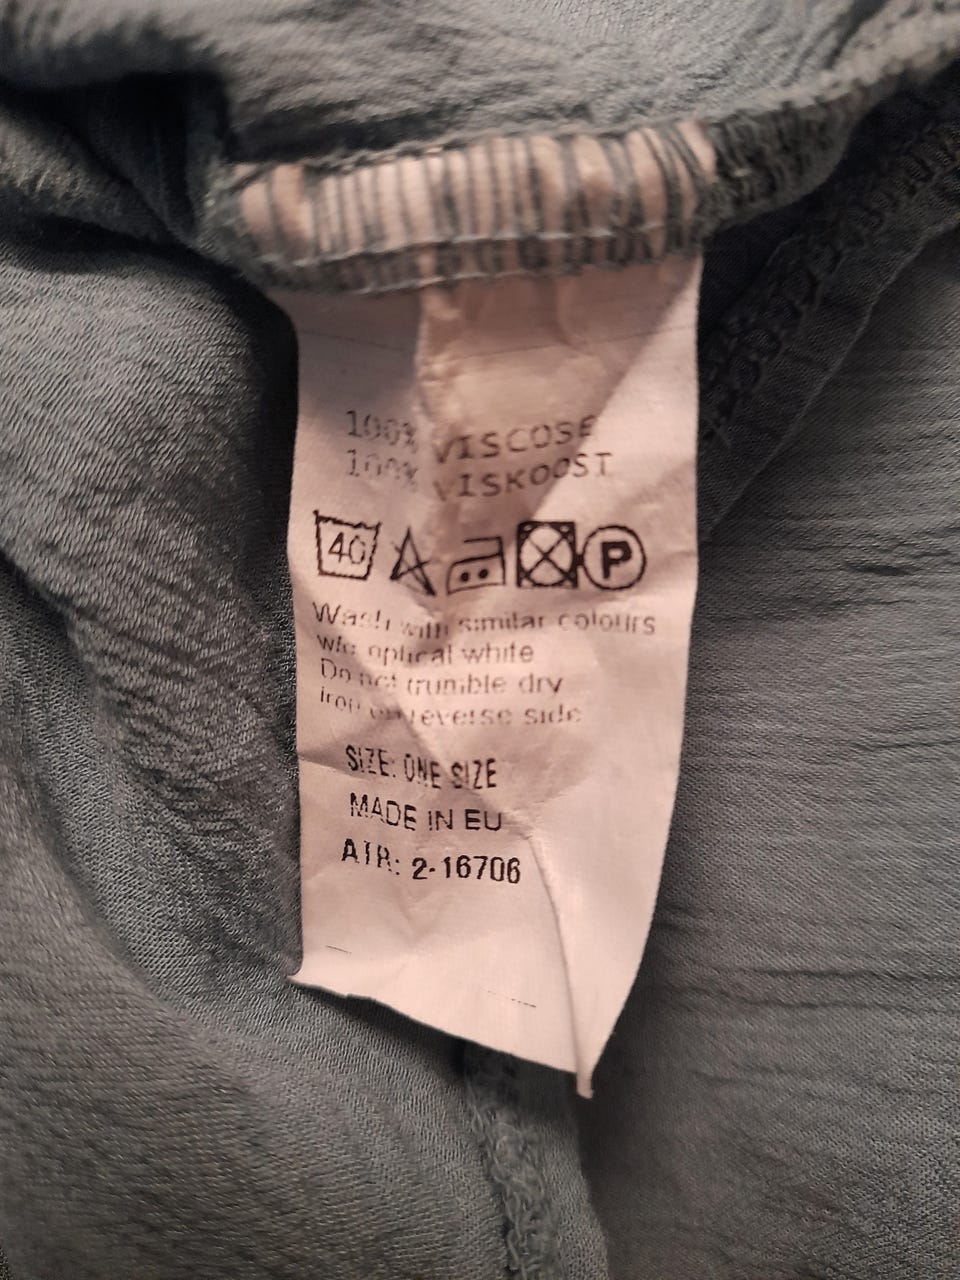 100% VISCOSE
100% VISKOOST
40 P
Wash with similar colours
w/o optical white
Do not trumble dry
iron on reverse side
SIZE: ONE SIZE
MADE IN EU
ATR: 2-16706